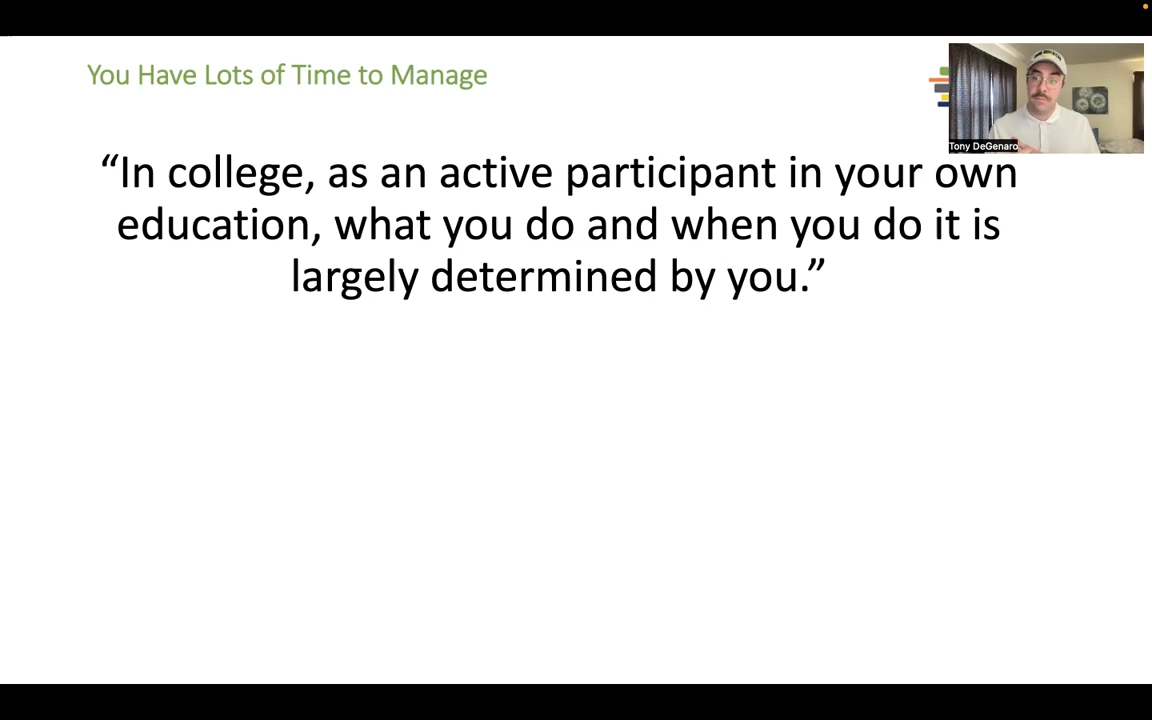 You Have Lots of Time to Manage
Tony DeGenaro
“In college, as an active participant in your own
education, what you do and when you do it is
largely determined by you.”